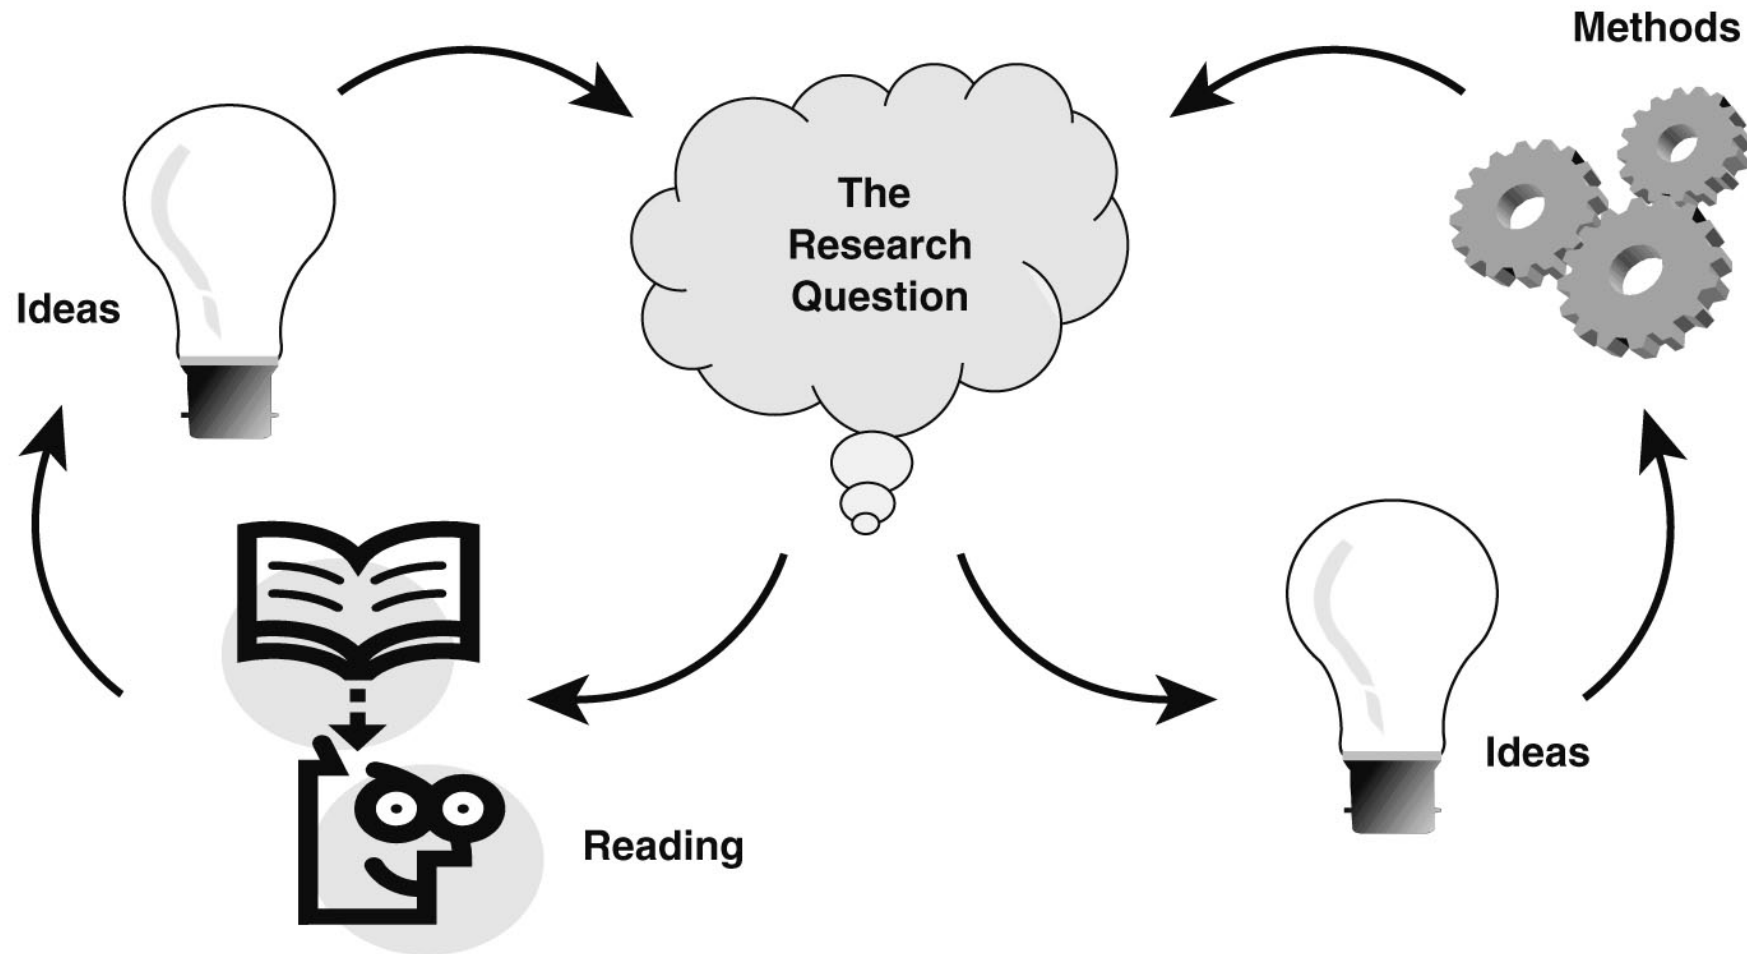 Methods
The
Research
Question
Ideas
Ideas
Reading